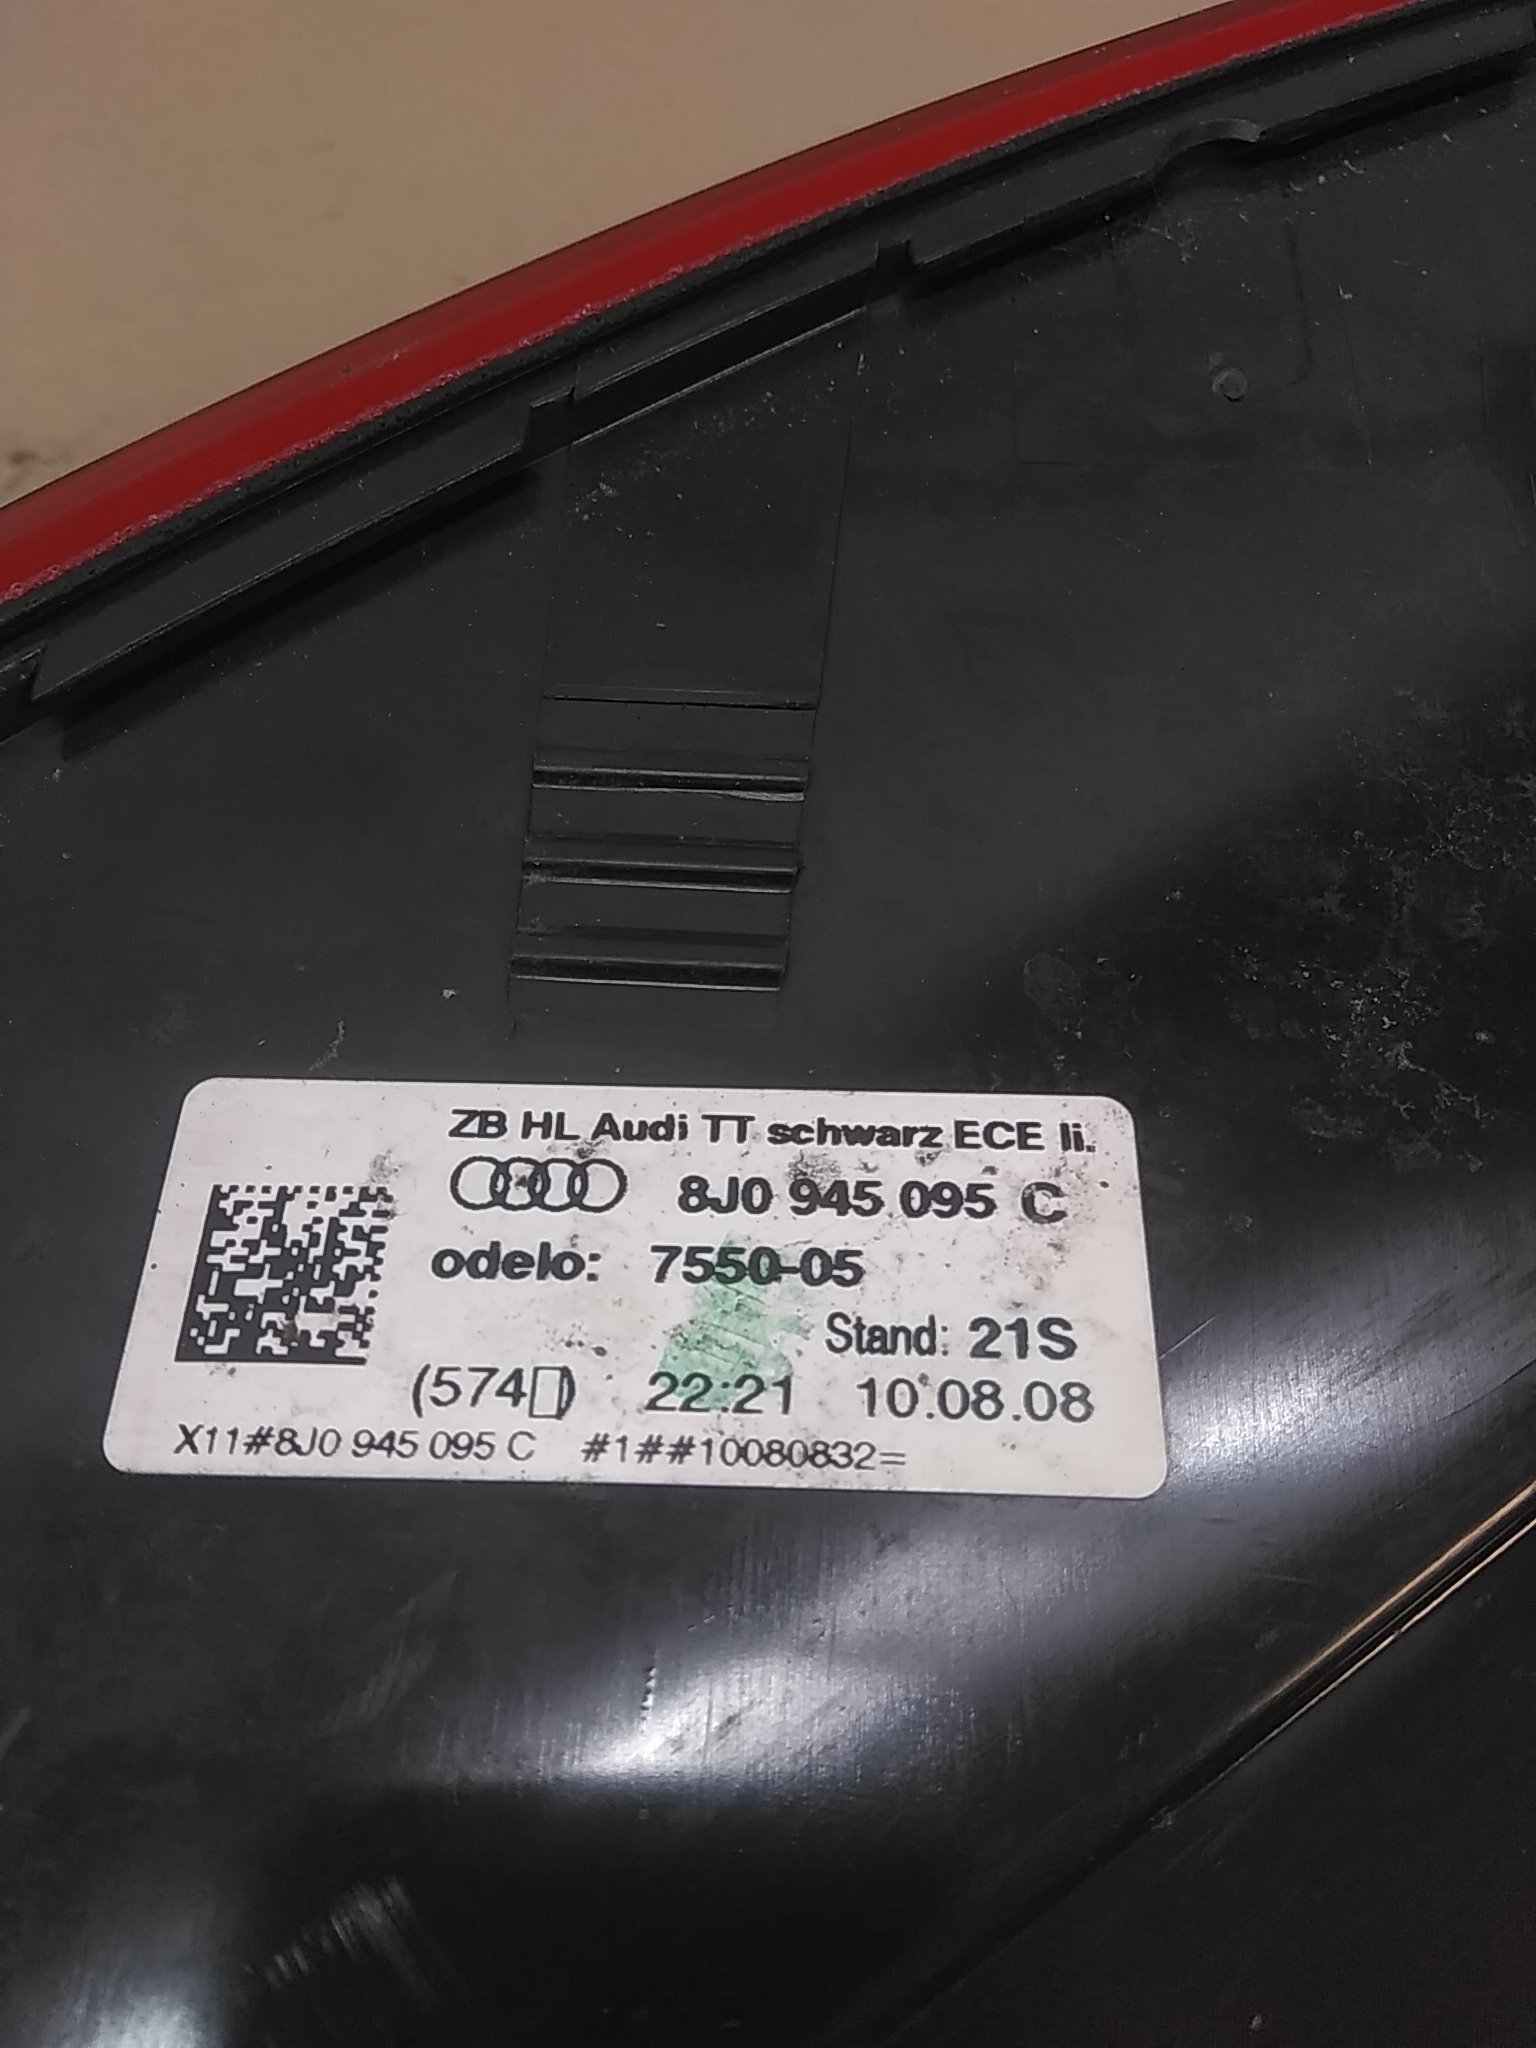 ZB HL Audi TT schwarz ECE li.
8J0 945 095 C
odelo: 7550-05
Stand: 21S
(574▯) 22:21 10.08.08
X11#8J0 945 095 C #1##10080832=